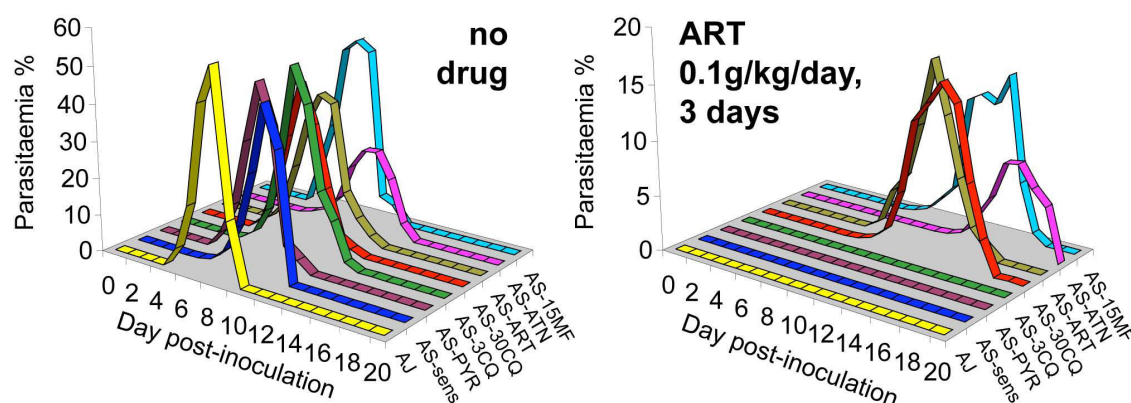 60
50
40
30
20
10
0
Parasitaemia %
no
drug
0 2 4 6 8 10 12 14 16 18 20
Day post-inoculation
AJ
AS-sens
AS-PYR
AS-3CQ
AS-30CQ
AS-ART
AS-ATN
AS-15MF
20
15
10
5
0
Parasitaemia %
ART
0.1g/kg/day,
3 days
0 2 4 6 8 10 12 14 16 18 20
Day post-inoculation
AJ
AS-sens
AS-PYR
AS-3CQ
AS-30CQ
AS-ART
AS-ATN
AS-15MF